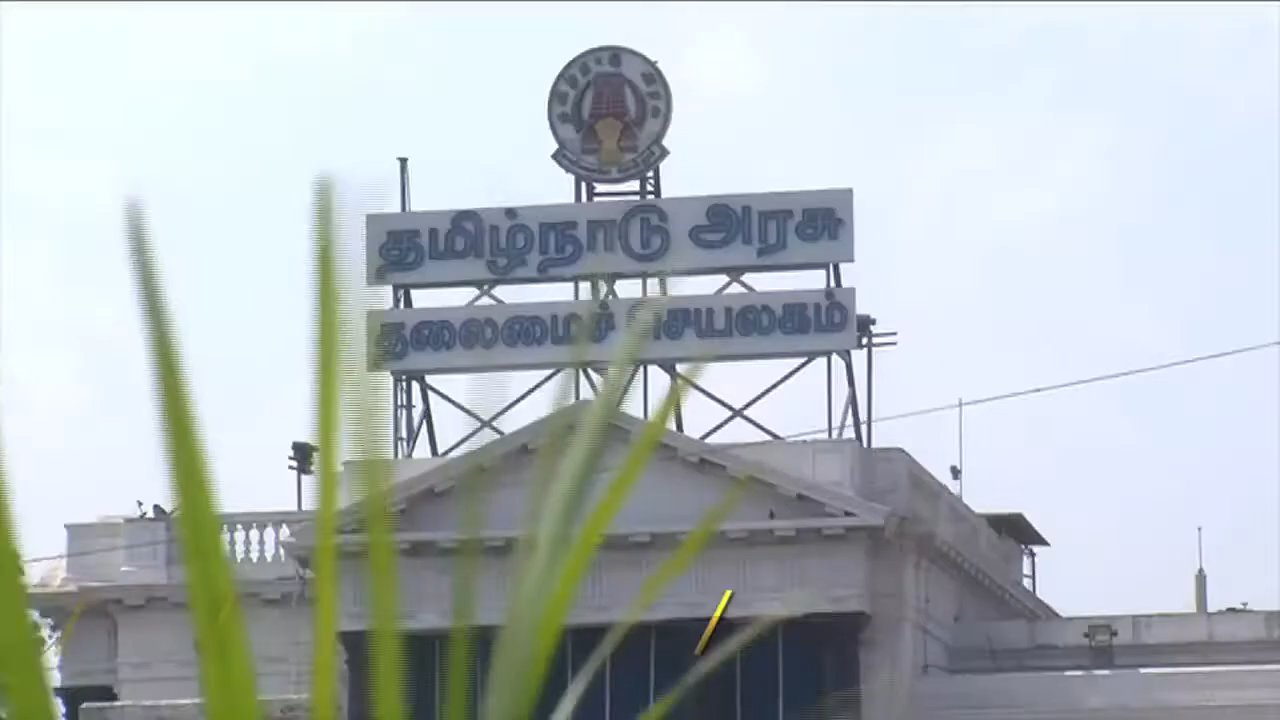 தமிழ்நாடு அரசு
தலைமைச் செயலகம்